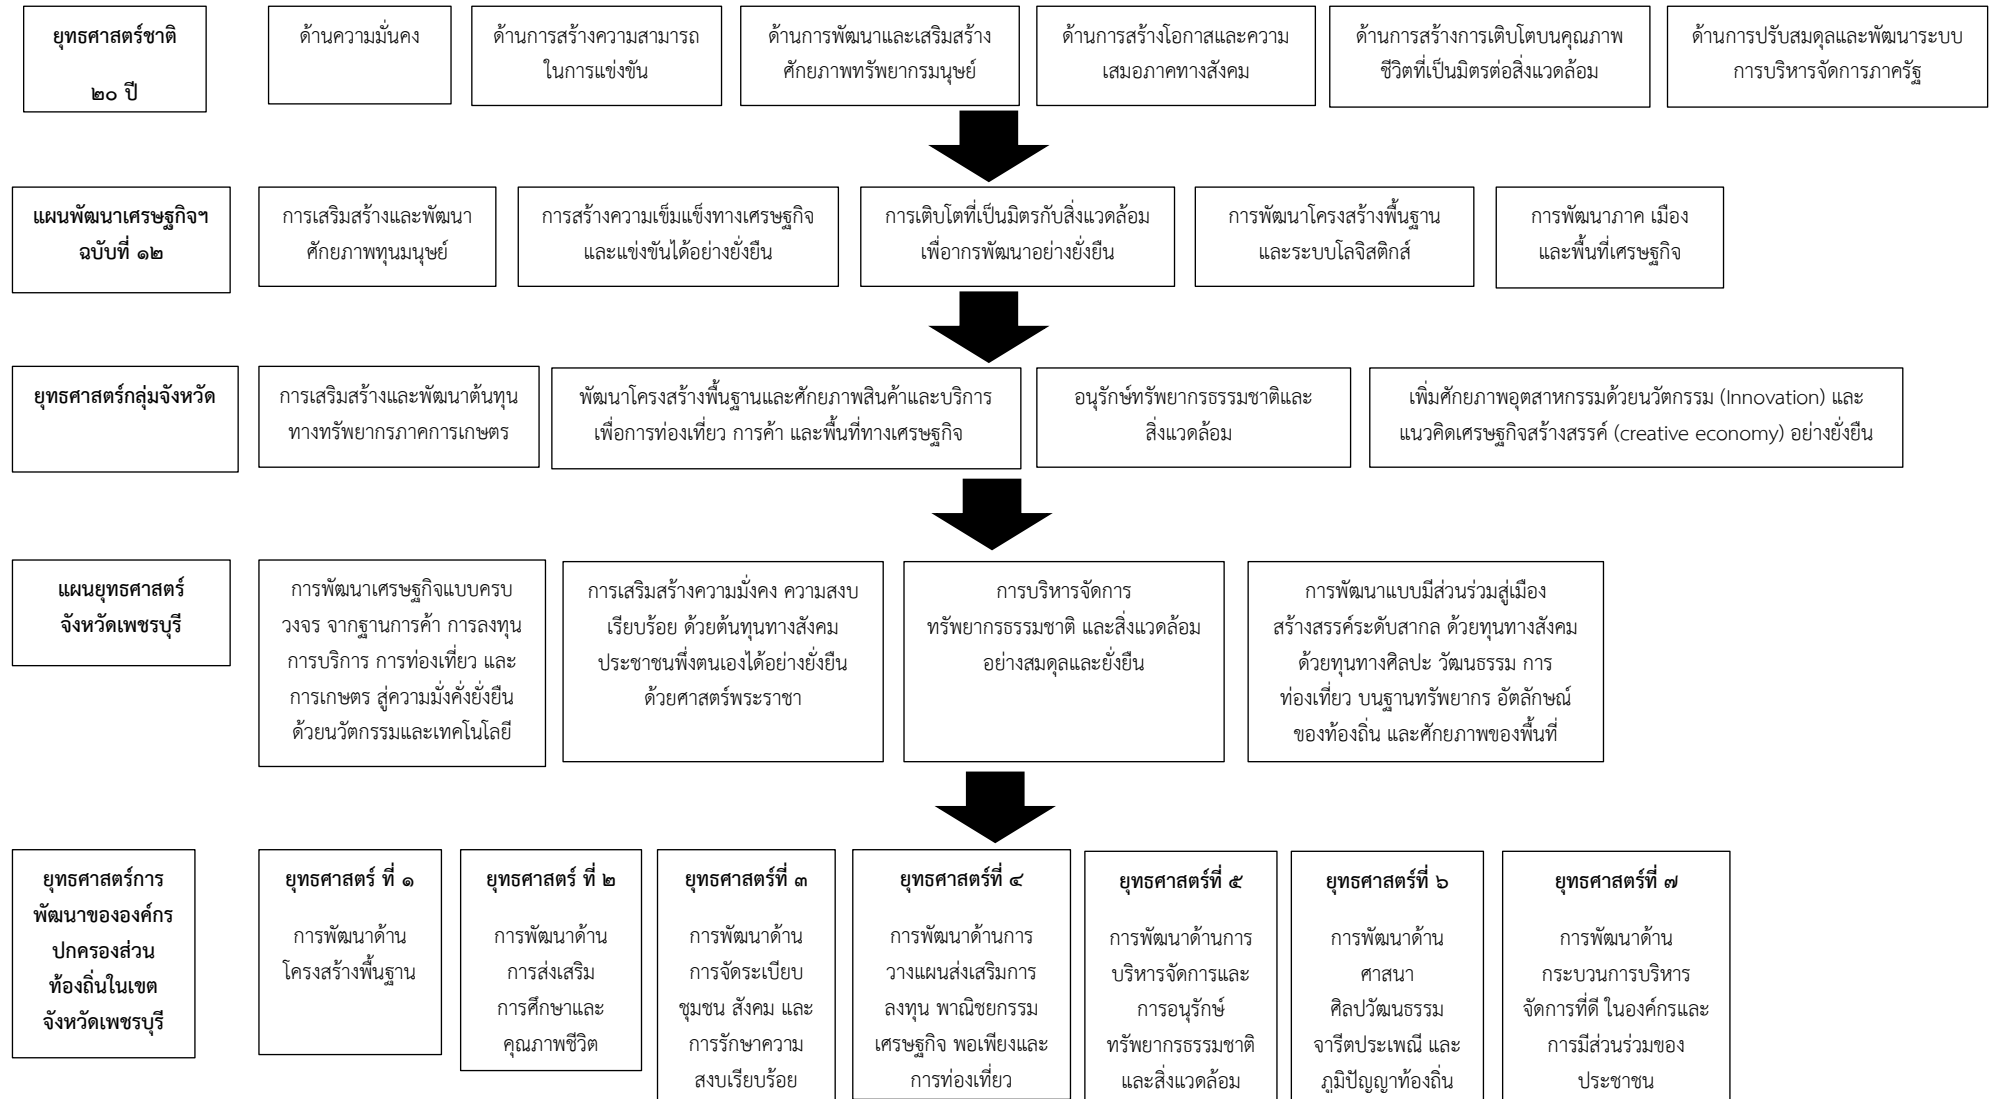 ยุทธศาสตร์ชาติ
๒๐ ปี
ด้านความมั่นคง
ด้านการสร้างความสามารถ
ในการแข่งขัน
ด้านการพัฒนาและเสริมสร้าง
ศักยภาพทรัพยากรมนุษย์
ด้านการสร้างโอกาสและความ
เสมอภาคทางสังคม
ด้านการสร้างการเติบโตบนคุณภาพ
ชีวิตที่เป็นมิตรต่อสิ่งแวดล้อม
ด้านการปรับสมดุลและพัฒนาระบบ
การบริหารจัดการภาครัฐ
แผนพัฒนาเศรษฐกิจฯ
ฉบับที่ ๑๒
การเสริมสร้างและพัฒนา
ศักยภาพทุนมนุษย์
การสร้างความเข็มแข็งทางเศรษฐกิจ
และแข่งขันได้อย่างยั่งยืน
การเติบโตที่เป็นมิตรกับสิ่งแวดล้อม
เพื่อากรพัฒนาอย่างยั่งยืน
การพัฒนาโครงสร้างพื้นฐาน
และระบบโลจิสติกส์
การพัฒนาภาค เมือง
และพื้นที่เศรษฐกิจ
ยุทธศาสตร์กลุ่มจังหวัด
การเสริมสร้างและพัฒนาต้นทุน
ทางทรัพยากรภาคการเกษตร
พัฒนาโครงสร้างพื้นฐานและศักยภาพสินค้าและบริการ
เพื่อการท่องเที่ยว การค้า และพื้นที่ทางเศรษฐกิจ
อนุรักษ์ทรัพยากรธรรมชาติและ
สิ่งแวดล้อม
เพิ่มศักยภาพอุตสาหกรรมด้วยนวัตกรรม (Innovation) และ
แนวคิดเศรษฐกิจสร้างสรรค์ (creative economy) อย่างยั่งยืน
แผนยุทธศาสตร์
จังหวัดเพชรบุรี
การพัฒนาเศรษฐกิจแบบครบ
วงจร จากฐานการค้า การลงทุน
การบริการ การท่องเที่ยว และ
การเกษตร สู่ความมั่งคั่งยั่งยืน
ด้วยนวัตกรรมและเทคโนโลยี
การเสริมสร้างความมั่งคง ความสงบ
เรียบร้อย ด้วยต้นทุนทางสังคม
ประชาชนพึ่งตนเองได้อย่างยั่งยืน
ด้วยศาสตร์พระราชา
การบริหารจัดการ
ทรัพยากรธรรมชาติ และสิ่งแวดล้อม
อย่างสมดุลและยั่งยืน
การพัฒนาแบบมีส่วนร่วมสู่เมือง
สร้างสรรค์ระดับสากล ด้วยทุนทางสังคม
ด้วยทุนทางศิลปะ วัฒนธรรม การ
ท่องเที่ยว บนฐานทรัพยากร อัตลักษณ์
ของท้องถิ่น และศักยภาพของพื้นที่
ยุทธศาสตร์การ
พัฒนาขององค์กร
ปกครองส่วน
ท้องถิ่นในเขต
จังหวัดเพชรบุรี
ยุทธศาสตร์ ที่ ๑
การพัฒนาด้าน
โครงสร้างพื้นฐาน
ยุทธศาสตร์ ที่ ๒
การพัฒนาด้าน
การส่งเสริม
การศึกษาและ
คุณภาพชีวิต
ยุทธศาสตร์ที่ ๓
การพัฒนาด้าน
การจัดระเบียบ
ชุมชน สังคม และ
การรักษาความ
สงบเรียบร้อย
ยุทธศาสตร์ที่ ๔
การพัฒนาด้านการ
วางแผนส่งเสริมการ
ลงทุน พาณิชยกรรม
เศรษฐกิจ พอเพียงและ
การท่องเที่ยว
ยุทธศาสตร์ที่ ๕
การพัฒนาด้านการ
บริหารจัดการและ
การอนุรักษ์
ทรัพยากรธรรมชาติ
และสิ่งแวดล้อม
ยุทธศาสตร์ที่ ๖
การพัฒนาด้าน
ศาสนา
ศิลปวัฒนธรรม
จารีตประเพณี และ
ภูมิปัญญาท้องถิ่น
ยุทธศาสตร์ที่ ๗
การพัฒนาด้าน
กระบวนการบริหาร
จัดการที่ดี ในองค์กรและ
การมีส่วนร่วมของ
ประชาชน